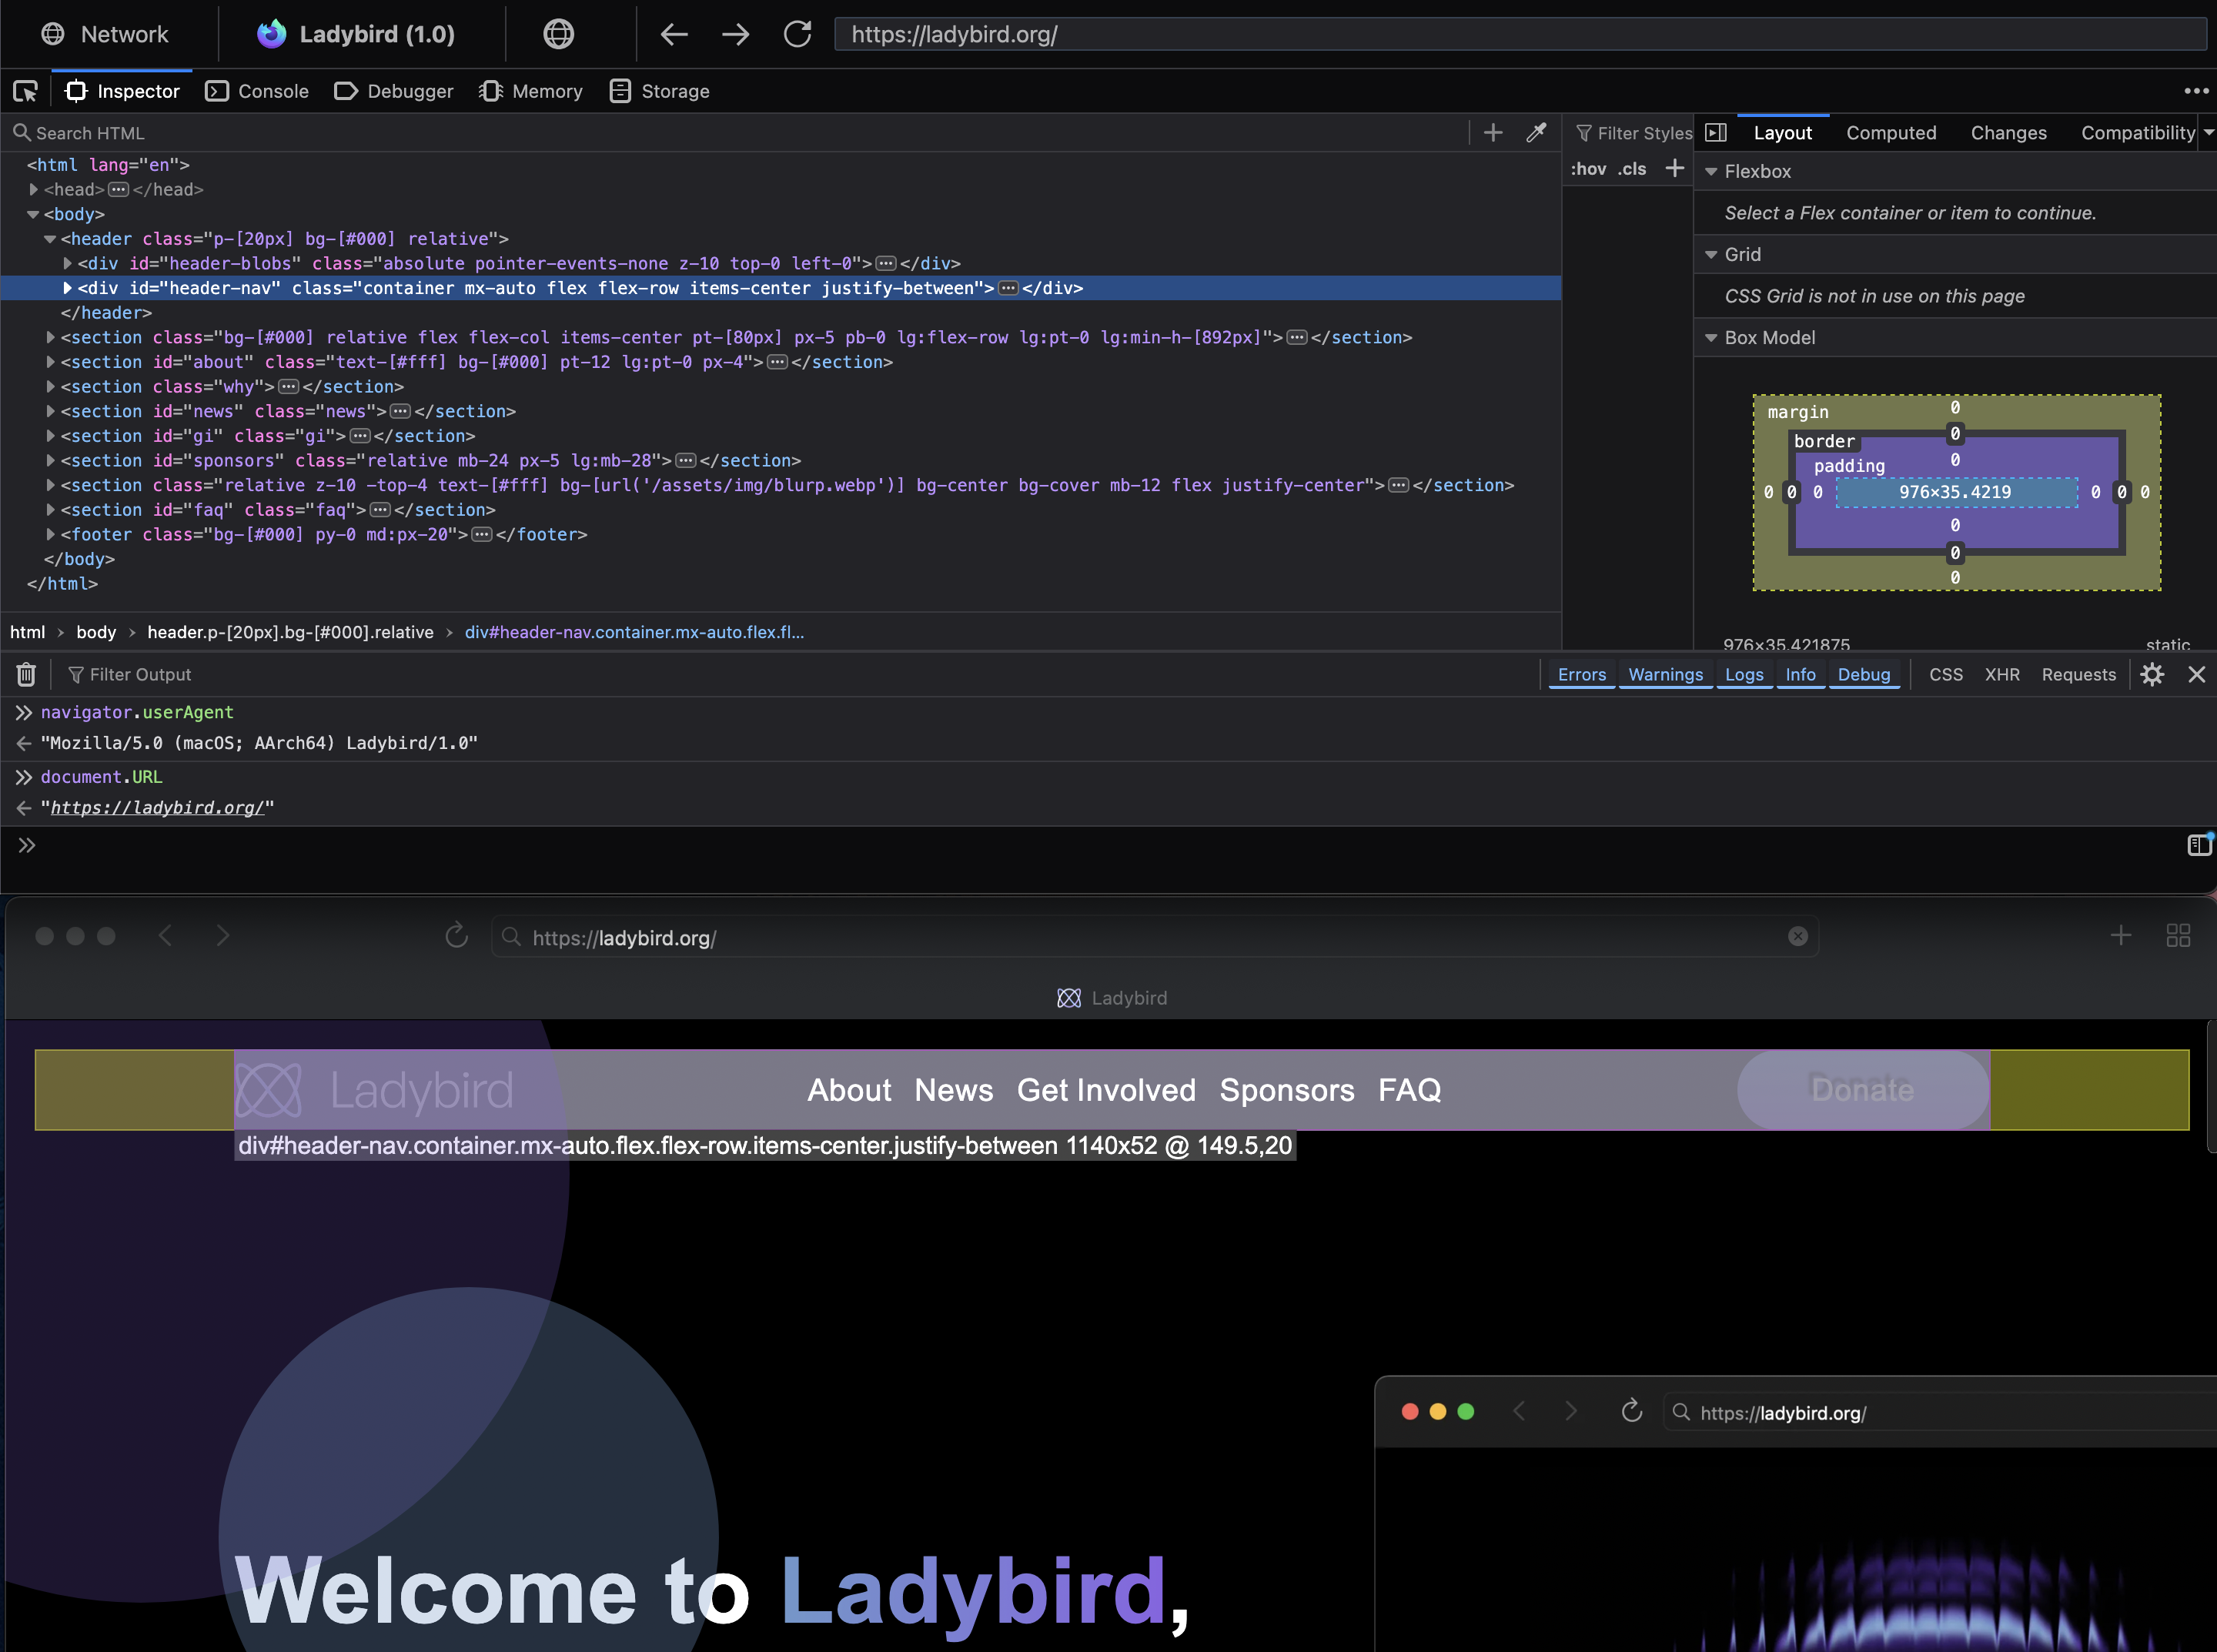 Network
Ladybird (1.0)
https://ladybird.org/
Inspector
Console
Debugger
Memory
Storage
Search HTML
<html lang="en">
<head></head>
<body>
<header class="p-[20px] bg-[#000] relative">
<div id="header-blobs" class="absolute pointer-events-none z-10 top-0 left-0"></div>
<div id="header-nav" class="container mx-auto flex flex-row items-center justify-between"></div>
</header>
<section class="bg-[#000] relative flex flex-col items-center pt-[80px] px-5 pb-0 lg:flex-row lg:pt-0 lg:min-h-[892px]"></section>
<section id="about" class="text-[#fff] bg-[#000] pt-12 lg:pt-0 px-4"></section>
<section class="why"></section>
<section id="news" class="news"></section>
<section id="gi" class="gi"></section>
<section id="sponsors" class="relative mb-24 px-5 lg:mb-28"></section>
<section class="relative z-10 -top-4 text-[#fff] bg-[url('/assets/img/blurp.webp')] bg-center bg-cover mb-12 flex justify-center"></section>
<section id="faq" class="faq"></section>
<footer class="bg-[#000] py-0 md:px-20"></footer>
</body>
</html>
html > body > header.p-[20px].bg-[#000].relative > div#header-nav.container.mx-auto.flex.fl...
Filter Styles
:hov .cls +
Layout
Computed
Changes
Compatibility
Flexbox
Select a Flex container or item to continue.
Grid
CSS Grid is not in use on this page
Box Model
margin
0
border
0
padding
0
0 0 0 976×35.4219 0 0 0
0
0
0
976×35.421875
static
Filter Output
Errors
Warnings
Logs
Info
Debug
CSS
XHR
Requests
navigator.userAgent
"Mozilla/5.0 (macOS; AArch64) Ladybird/1.0"
document.URL
"https://ladybird.org/"
https://ladybird.org/
Ladybird
Ladybird
About
News
Get Involved
Sponsors
FAQ
Donate
div#header-nav.container.mx-auto.flex.flex-row.items-center.justify-between 1140x52 @ 149.5,20
https://ladybird.org/
Welcome to Ladybird,